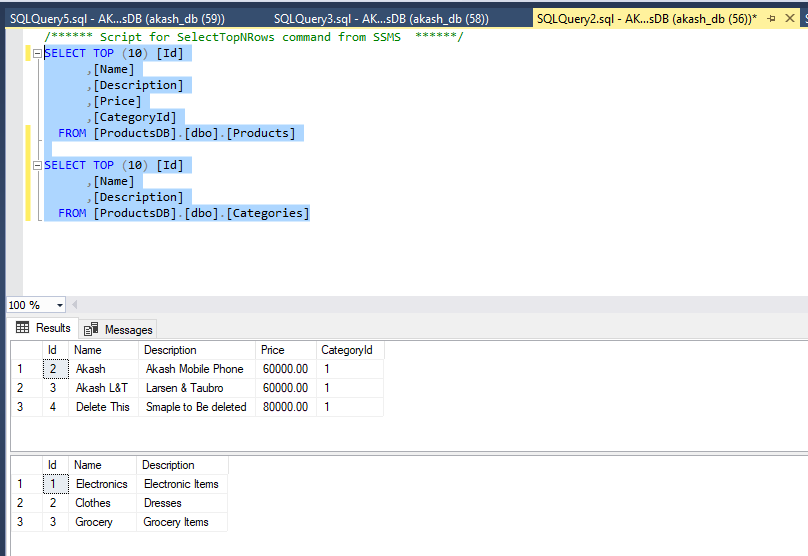 SQLQuery5.sql - AK...sDB (akash_db (59)) SQLQuery3.sql - AK...sDB (akash_db (58)) SQLQuery2.sql - AK...sDB (akash_db (56))*
/****** Script for SelectTopNRows command from SSMS ******/
SELECT TOP (10) [Id]
,[Name]
,[Description]
,[Price]
,[CategoryId]
FROM [ProductsDB].[dbo].[Products]
SELECT TOP (10) [Id]
,[Name]
,[Description]
FROM [ProductsDB].[dbo].[Categories]
100 %
Results Messages
Id Name Description Price CategoryId
1 2 Akash Akash Mobile Phone 60000.00 1
2 3 Akash L&T Larsen & Taubro 60000.00 1
3 4 Delete This Smaple to Be deleted 80000.00 1
Id Name Description
1 1 Electronics Electronic Items
2 2 Clothes Dresses
3 3 Grocery Grocery Items